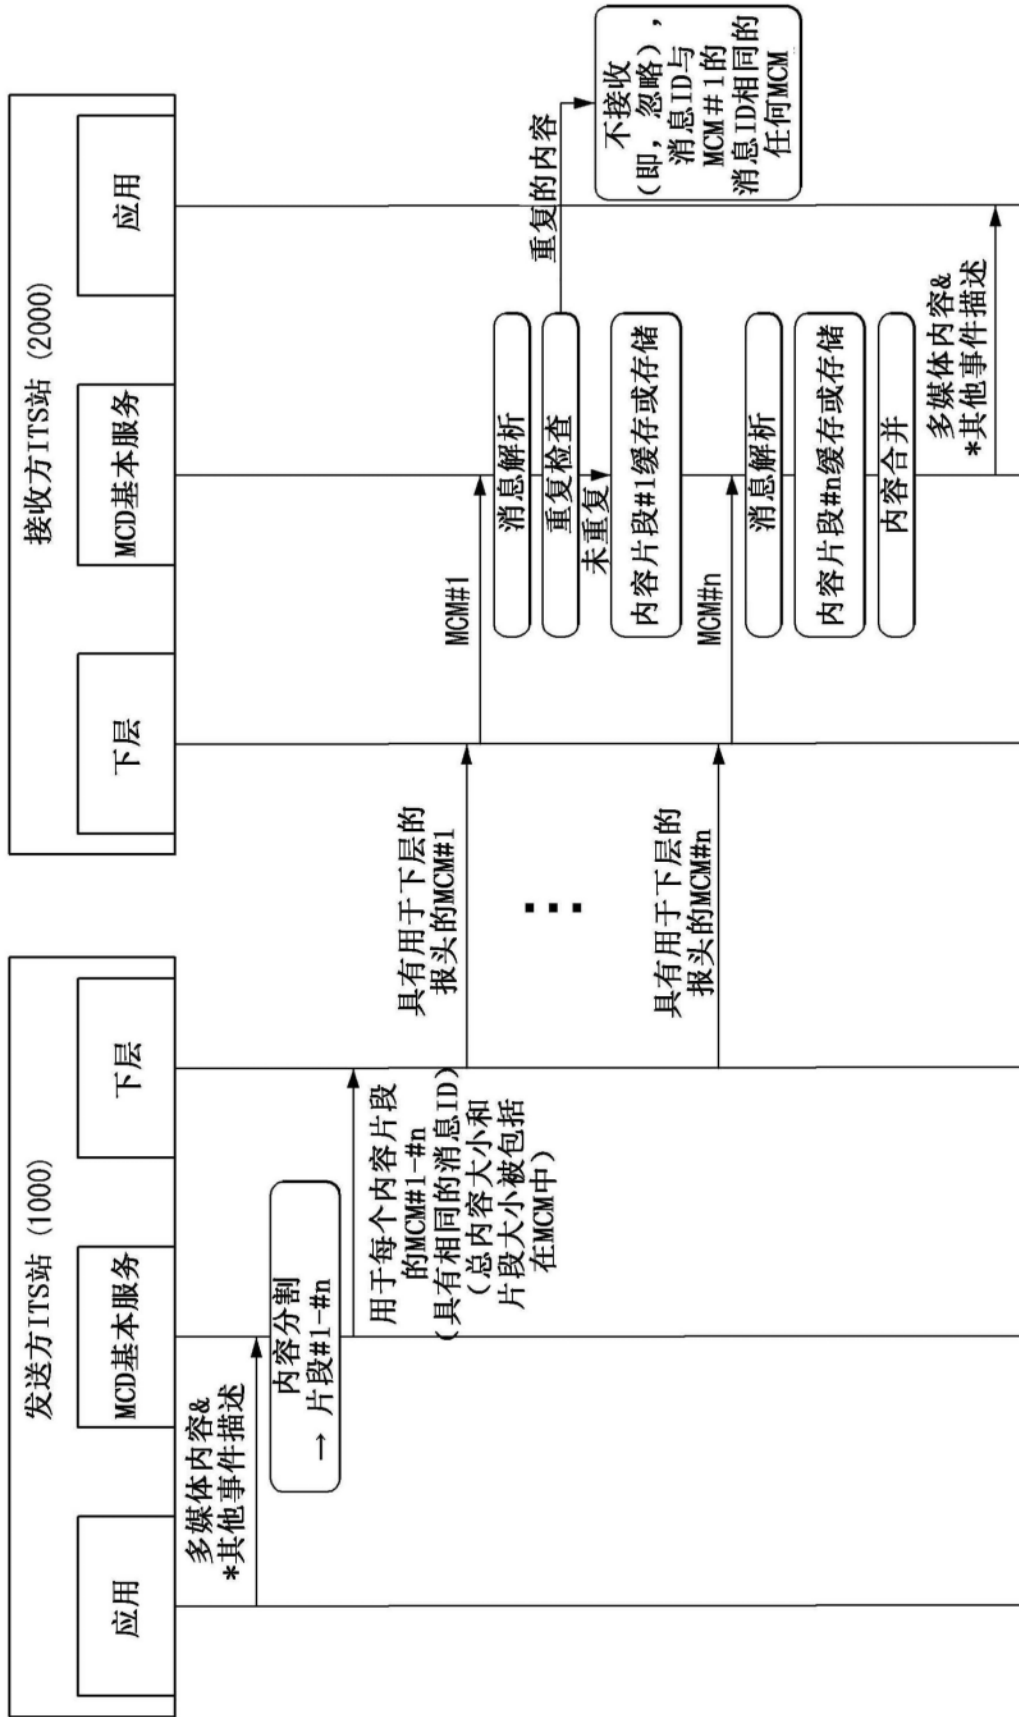 发送方ITS站 (1000)
应用
MCD基本服务
下层
接收方ITS站 (2000)
下层
MCD基本服务
应用
多媒体内容&
*其他事件描述
内容分割
→ 片段#1-#n
用于每个内容片段
的MCM#1-#n
(具有相同的消息ID)
(总内容大小和
片段大小被包括
在MCM中)
具有用于下层的
报头的MCM#1
MCM#1
消息解析
重复检查
重复的内容
不接收
(即, 忽略),
消息ID与
MCM#1的
消息ID相同的
任何MCM
未重复
内容片段#1缓存或存储
具有用于下层的
报头的MCM#n
MCM#n
消息解析
内容片段#n缓存或存储
内容合并
多媒体内容&
*其他事件描述